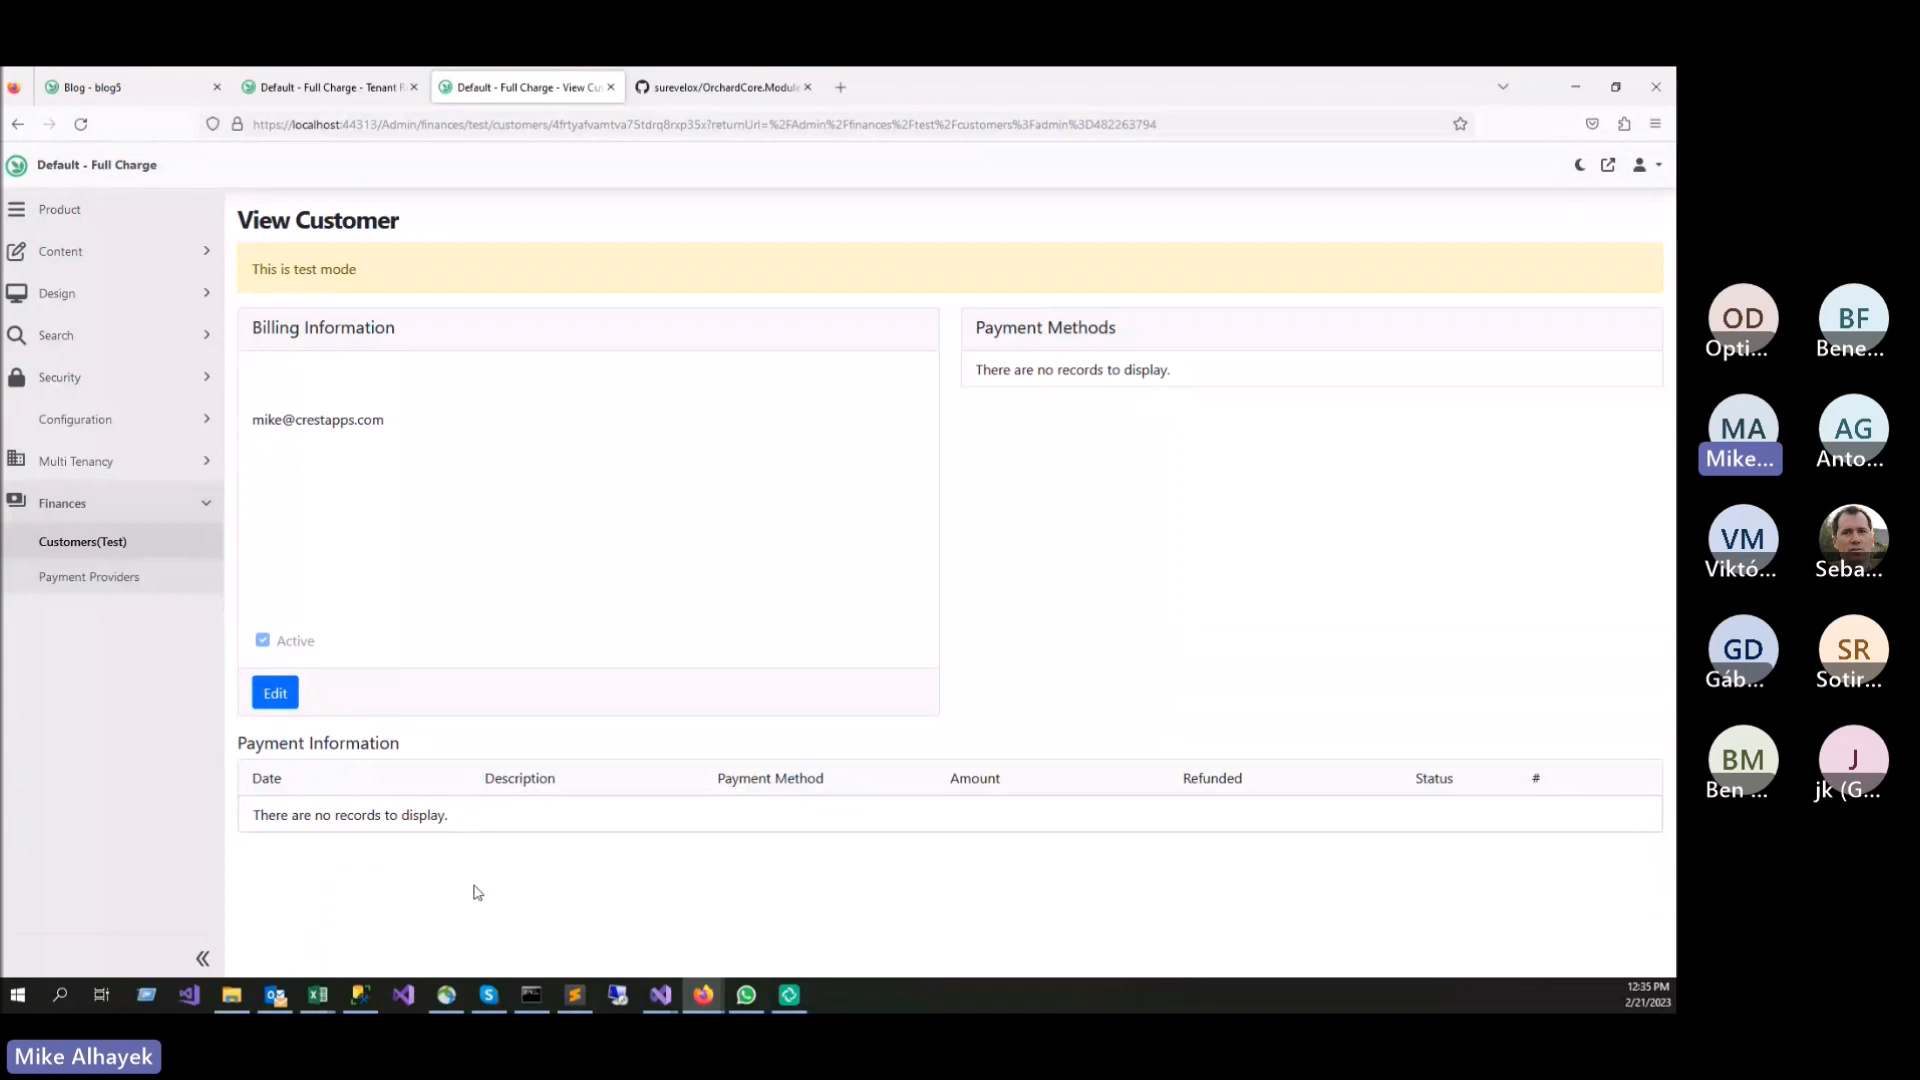 Blog - blog5
Default - Full Charge - Tenant R
Default - Full Charge - View Cus
surevelox/OrchardCore.Module
https://localhost:44313/Admin/finances/test/customers/4frtyafvamtva75tdrq8rxp35x?returnUrl=%2FAdmin%2Ffinances%2Ftest%2Fcustomers%3Fadmin%3D482263794
Default - Full Charge
Product
Content
Design
Search
Security
Configuration
Multi Tenancy
Finances
Customers(Test)
Payment Providers
View Customer
This is test mode
Billing Information
mike@crestapps.com
Active
Edit
Payment Methods
There are no records to display.
Payment Information
Date Description Payment Method Amount Refunded Status #
There are no records to display.
OD
Opti...
BF
Bene...
MA
Mike...
AG
Anto...
VM
Viktó...
Seba...
GD
Gáb...
SR
Sotir...
BM
Ben ...
J
jk (G...
12:35 PM
2/21/2023
Mike Alhayek